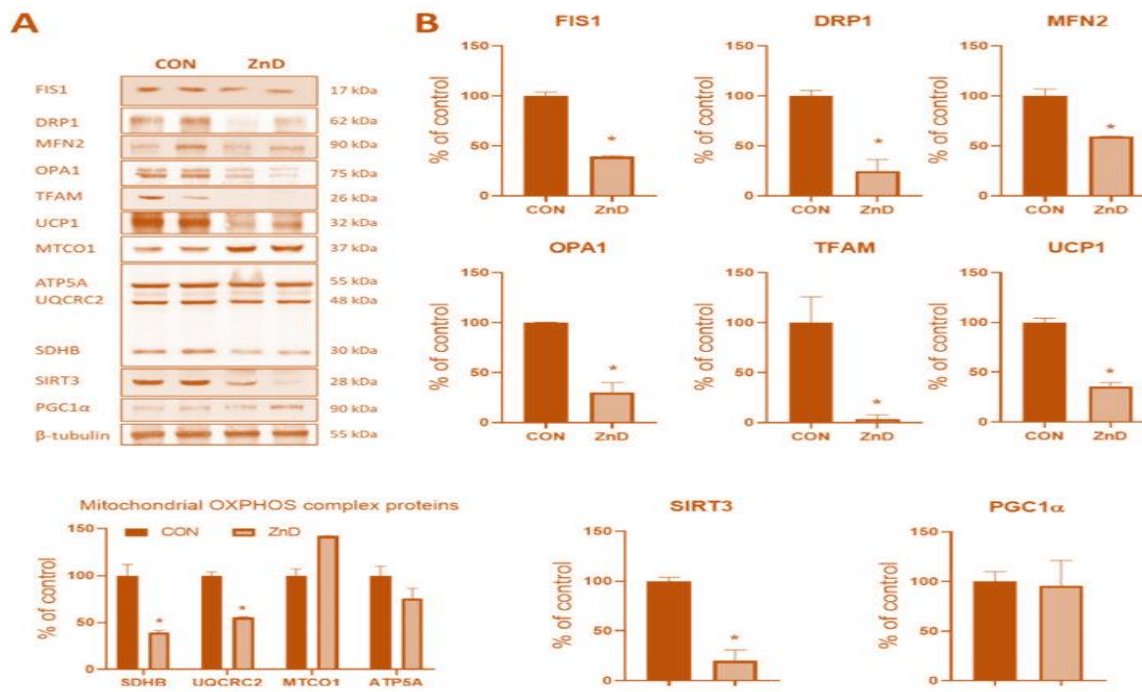 A
CON ZnD
FIS1 17 kDa
DRP1 62 kDa
MFN2 90 kDa
OPA1 75 kDa
TFAM 26 kDa
UCP1 32 kDa
MTCO1 37 kDa
ATP5A 55 kDa
UQCRC2 48 kDa
SDHB 30 kDa
SIRT3 28 kDa
PGC1α 90 kDa
β-tubulin 55 kDa
B
FIS1
% of control
150
100
50
0
*
CON ZnD
DRP1
% of control
150
100
50
0
*
CON ZnD
MFN2
% of control
150
100
50
0
*
CON ZnD
OPA1
% of control
150
100
50
0
*
CON ZnD
TFAM
% of control
150
100
50
0
*
CON ZnD
UCP1
% of control
150
100
50
0
*
CON ZnD
Mitochondrial OXPHOS complex proteins
CON ZnD
% of control
150
100
50
0
* *
SDHB UQCRC2 MTCO1 ATP5A
SIRT3
% of control
150
100
50
0
*
PGC1α
% of control
150
100
50
0